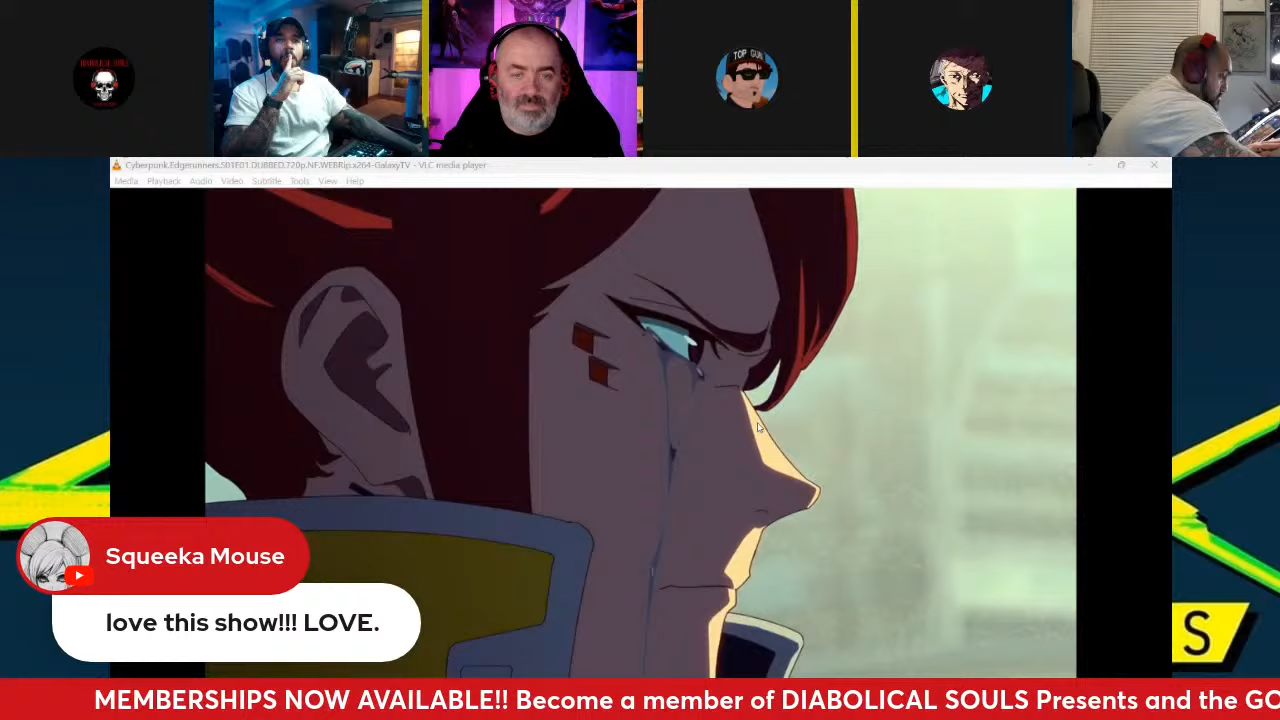 DIABOLICAL SOULS
TOP GUN
Cyberpunk.Edgerunners.S01E01.DUBBED.720p.NF.WEBRip.x264-GalaxyTV - VLC media player
Media Playback Audio Video Subtitle Tools View Help
Squeeka Mouse
love this show!!! LOVE.
S
MEMBERSHIPS NOW AVAILABLE!! Become a member of DIABOLICAL SOULS Presents and the GO